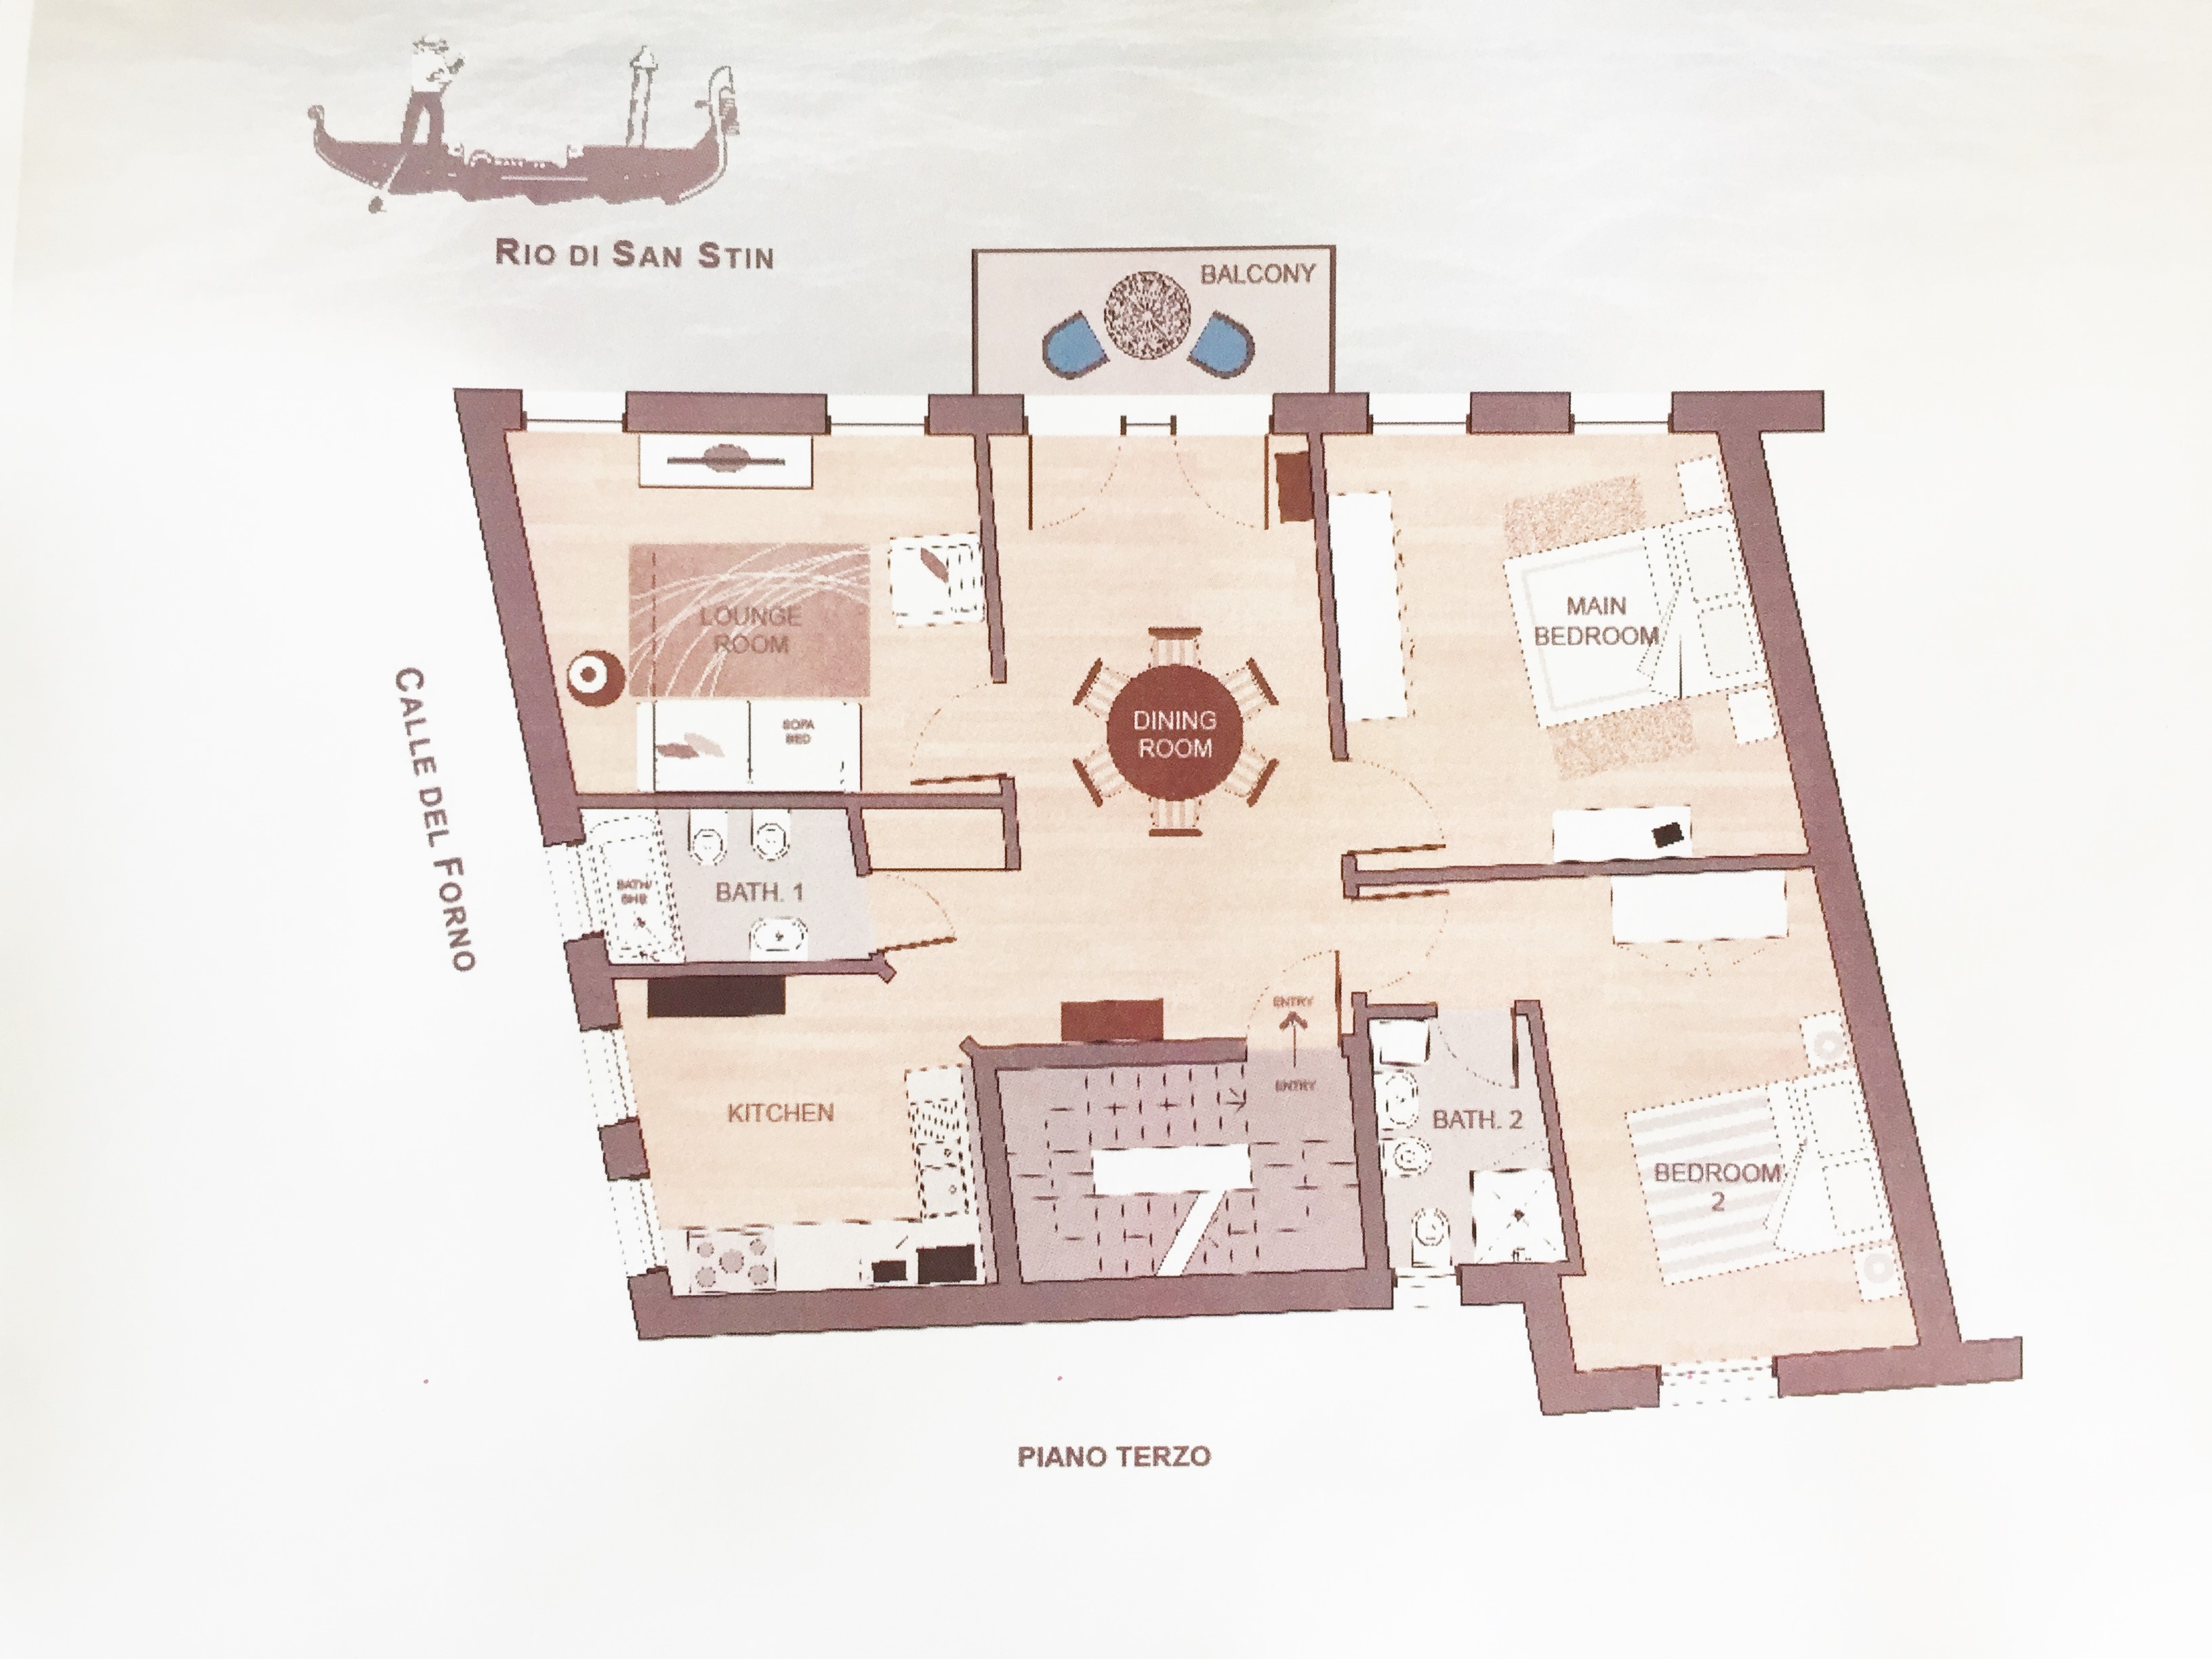 RIO DI SAN STIN
BALCONY
LOUNGE
ROOM
MAIN
BEDROOM
SOFA
BED
DINING
ROOM
CALLE DEL FORNO
BATH/
SHR
BATH. 1
ENTRY
ENTRY
KITCHEN
BATH. 2
BEDROOM
2
PIANO TERZO